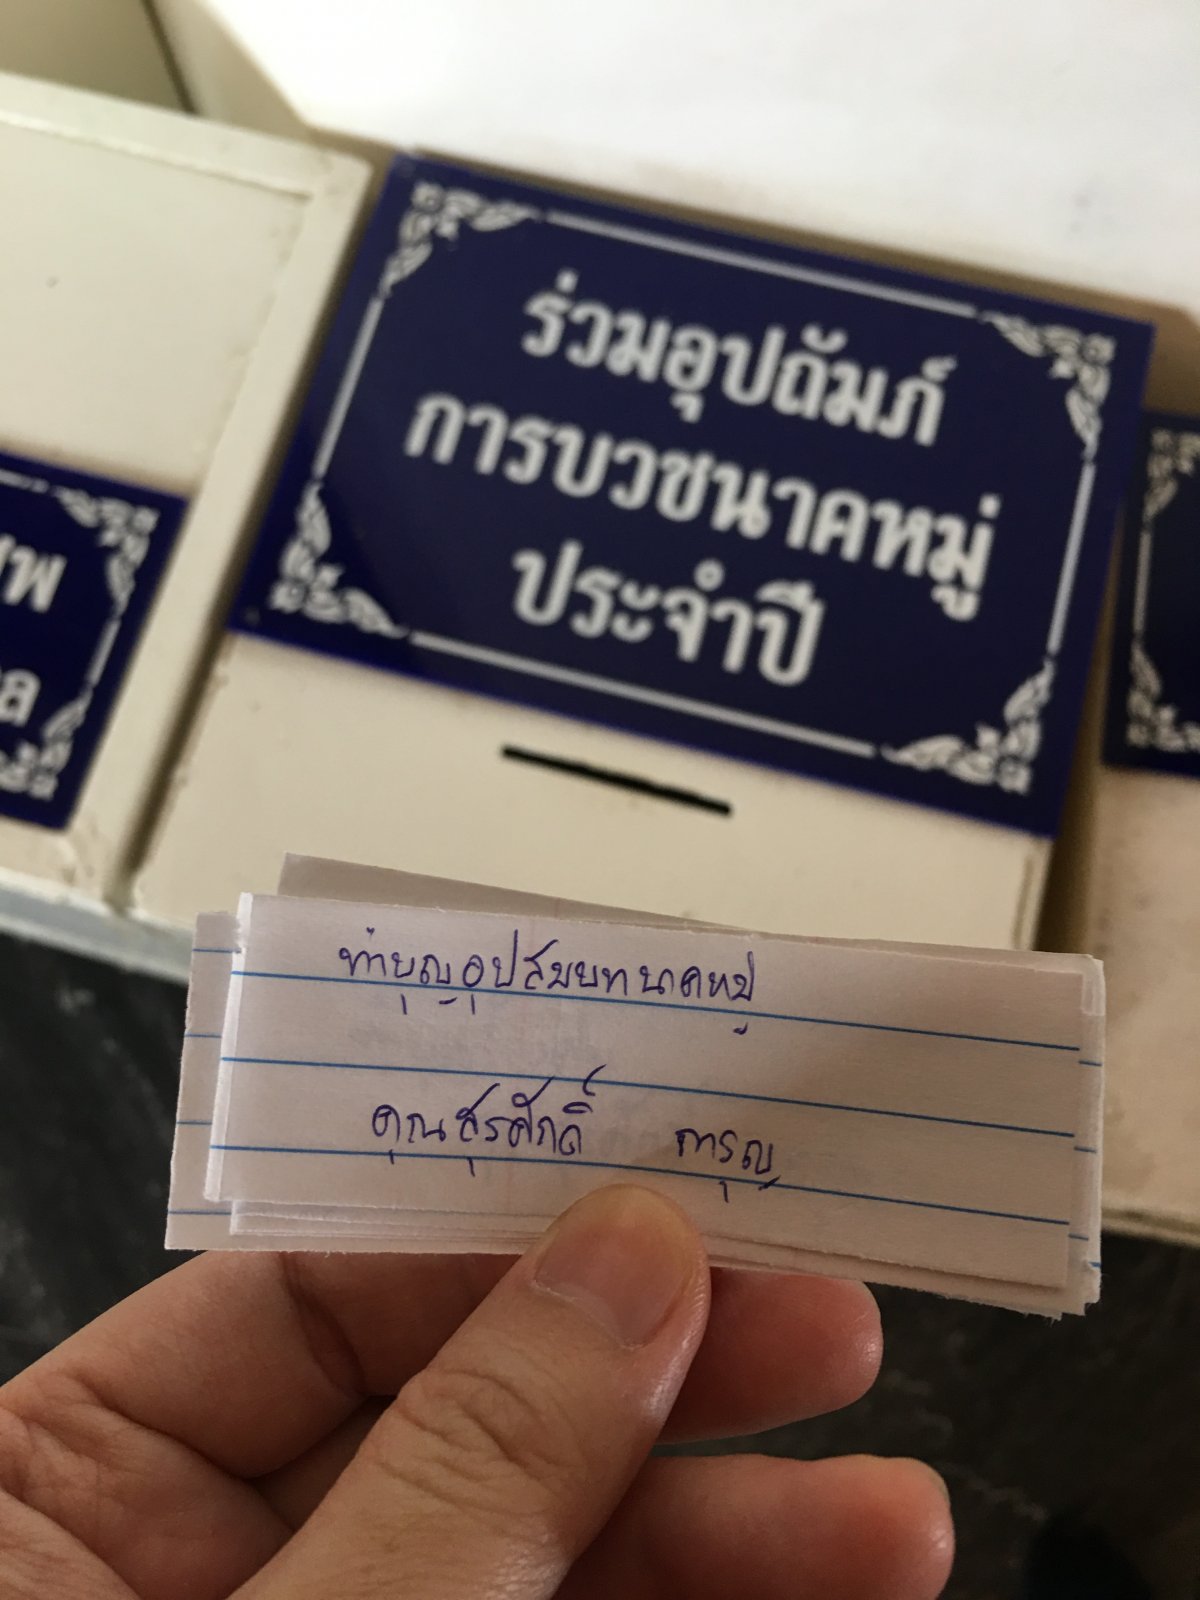 ร่วมอุปถัมภ์
การบวชนาคหมู่
ประจำปี
ทำบุญอุปสมบทนาคหมู่
คุณสุรศักดิ์ การุญ